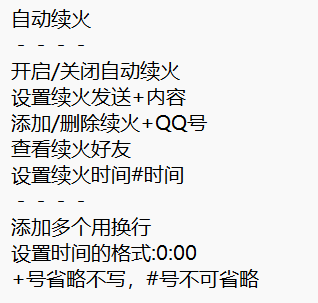 自动续火
- - - -
开启/关闭自动续火
设置续火发送+内容
添加/删除续火+QQ号
查看续火好友
设置续火时间#时间
- - - -
添加多个用换行
设置时间的格式:0:00
+号省略不写，#号不可省略